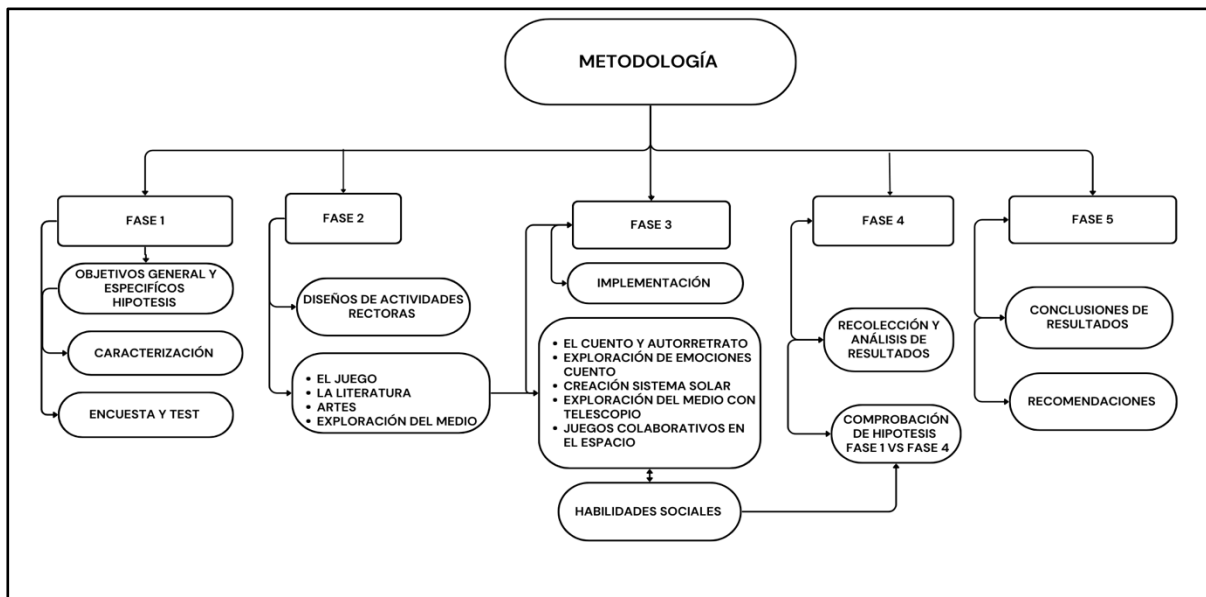 METODOLOGÍA
FASE 1
OBJETIVOS GENERAL Y
ESPECIFÍCOS
HIPOTESIS
CARACTERIZACIÓN
ENCUESTA Y TEST
FASE 2
DISEÑOS DE ACTIVIDADES
RECTORAS
• EL JUEGO
• LA LITERATURA
• ARTES
• EXPLORACIÓN DEL MEDIO
FASE 3
IMPLEMENTACIÓN
• EL CUENTO Y AUTORRETRATO
• EXPLORACIÓN DE EMOCIONES
CUENTO
• CREACIÓN SISTEMA SOLAR
• EXPLORACIÓN DEL MEDIO CON
TELESCOPIO
• JUEGOS COLABORATIVOS EN
EL ESPACIO
HABILIDADES SOCIALES
FASE 4
RECOLECCIÓN Y
ANÁLISIS DE
RESULTADOS
COMPROBACIÓN
DE HIPOTESIS
FASE 1 VS FASE 4
FASE 5
CONCLUSIONES DE
RESULTADOS
RECOMENDACIONES